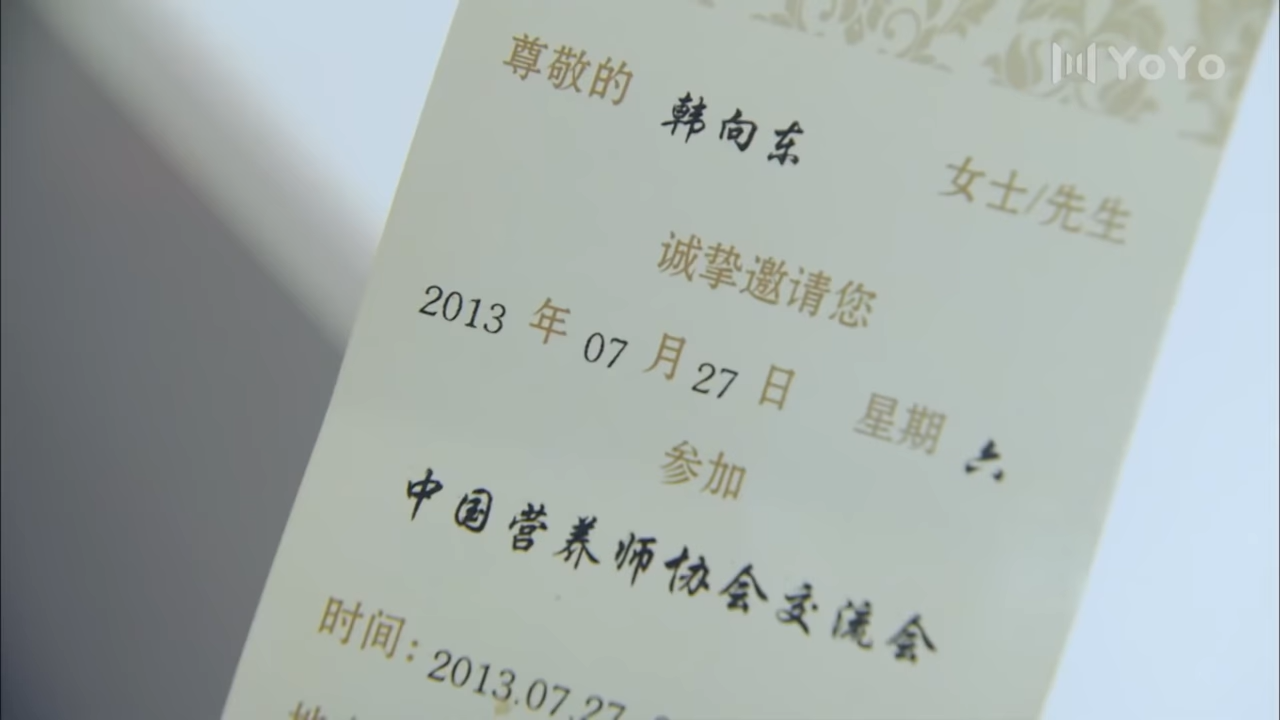 YoYo
尊敬的 韩向东 女士/先生
诚挚邀请您
2013 年 07 月 27 日 星期 六
参加
中国营养师协会交流会
时间：2013.07.27